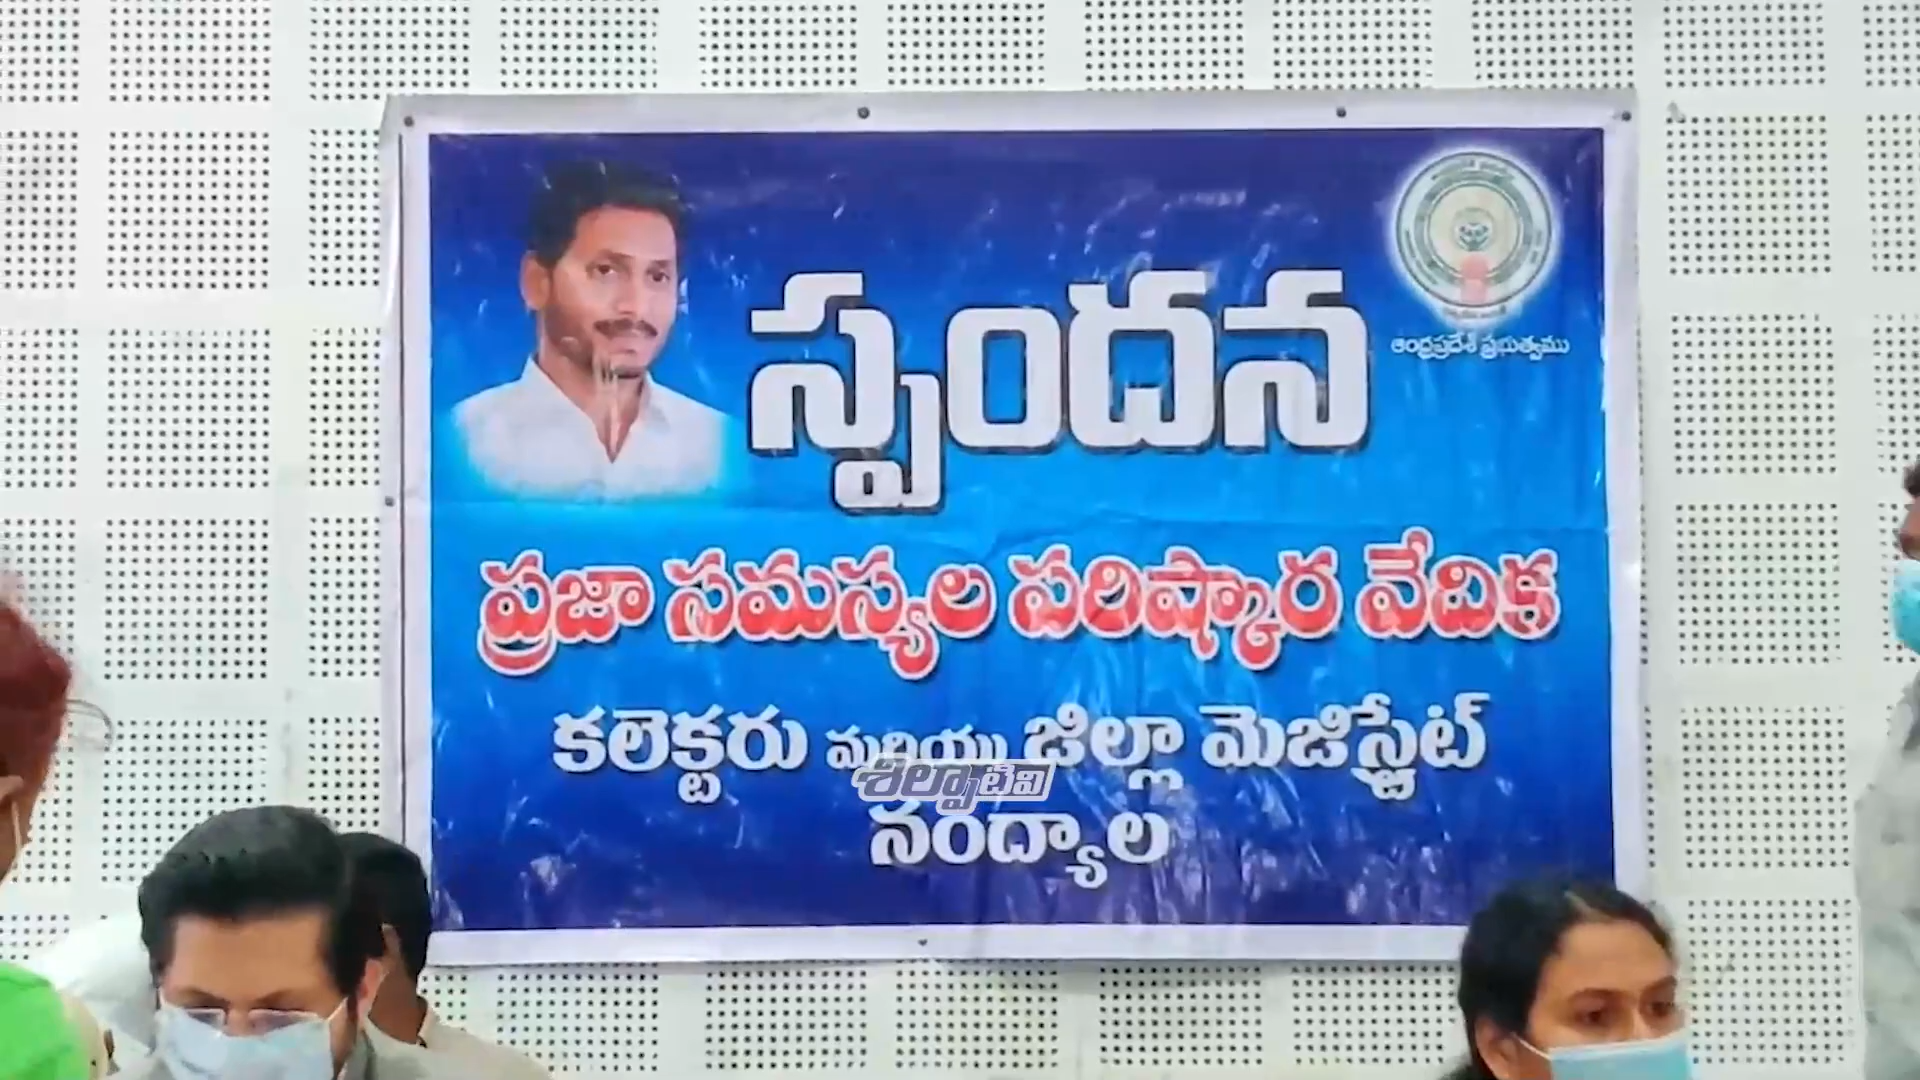 స్పందన
ఆంధ్రప్రదేశ్ ప్రభుత్వము
ప్రజా సమస్యల పరిష్కార వేదిక
కలెక్టరు మరియు జిల్లా మెజిస్ట్రేట్
శిల్పాటివి
నంద్యాల